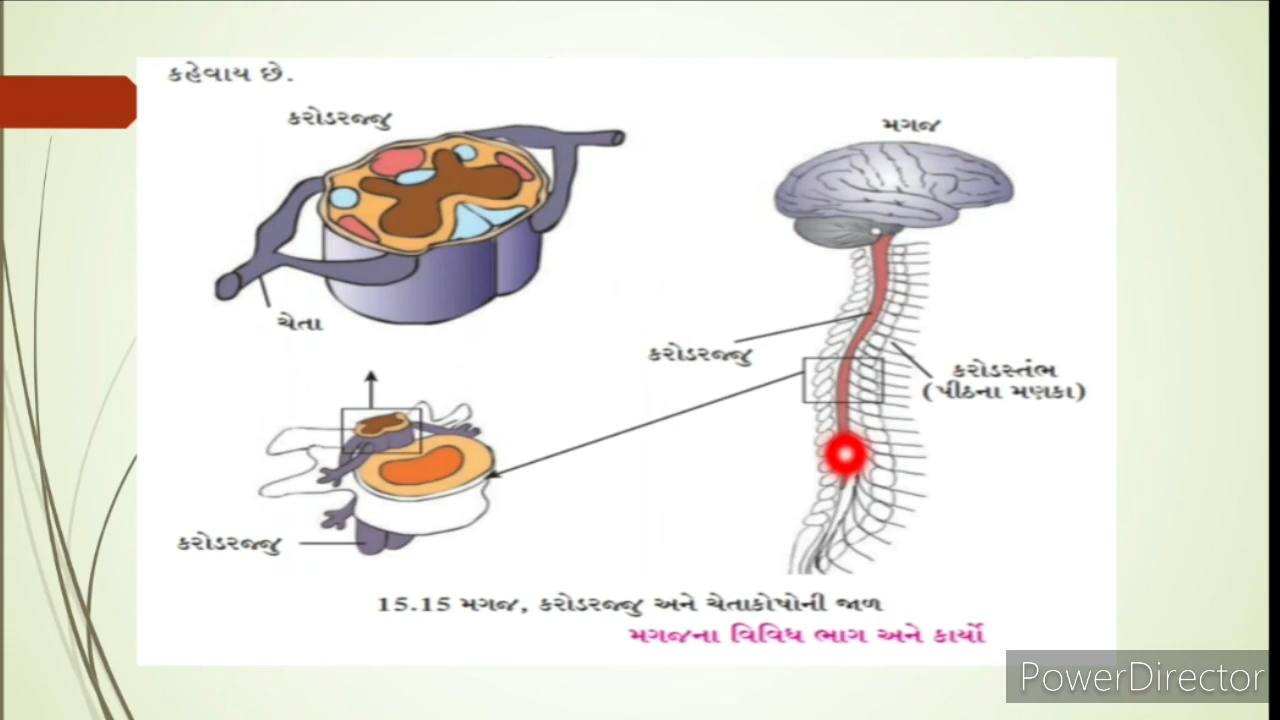 કહેવાય છે.
કરોડરજ્જુ
મગજ
ચેતા
કરોડરજ્જુ
કરોડસ્તંભ
(પીઠના મણકા)
કરોડરજ્જુ
15.15 મગજ, કરોડરજ્જુ અને ચેતાકોષોની જાળ
મગજના વિવિધ ભાગ અને કાર્યો
PowerDirector